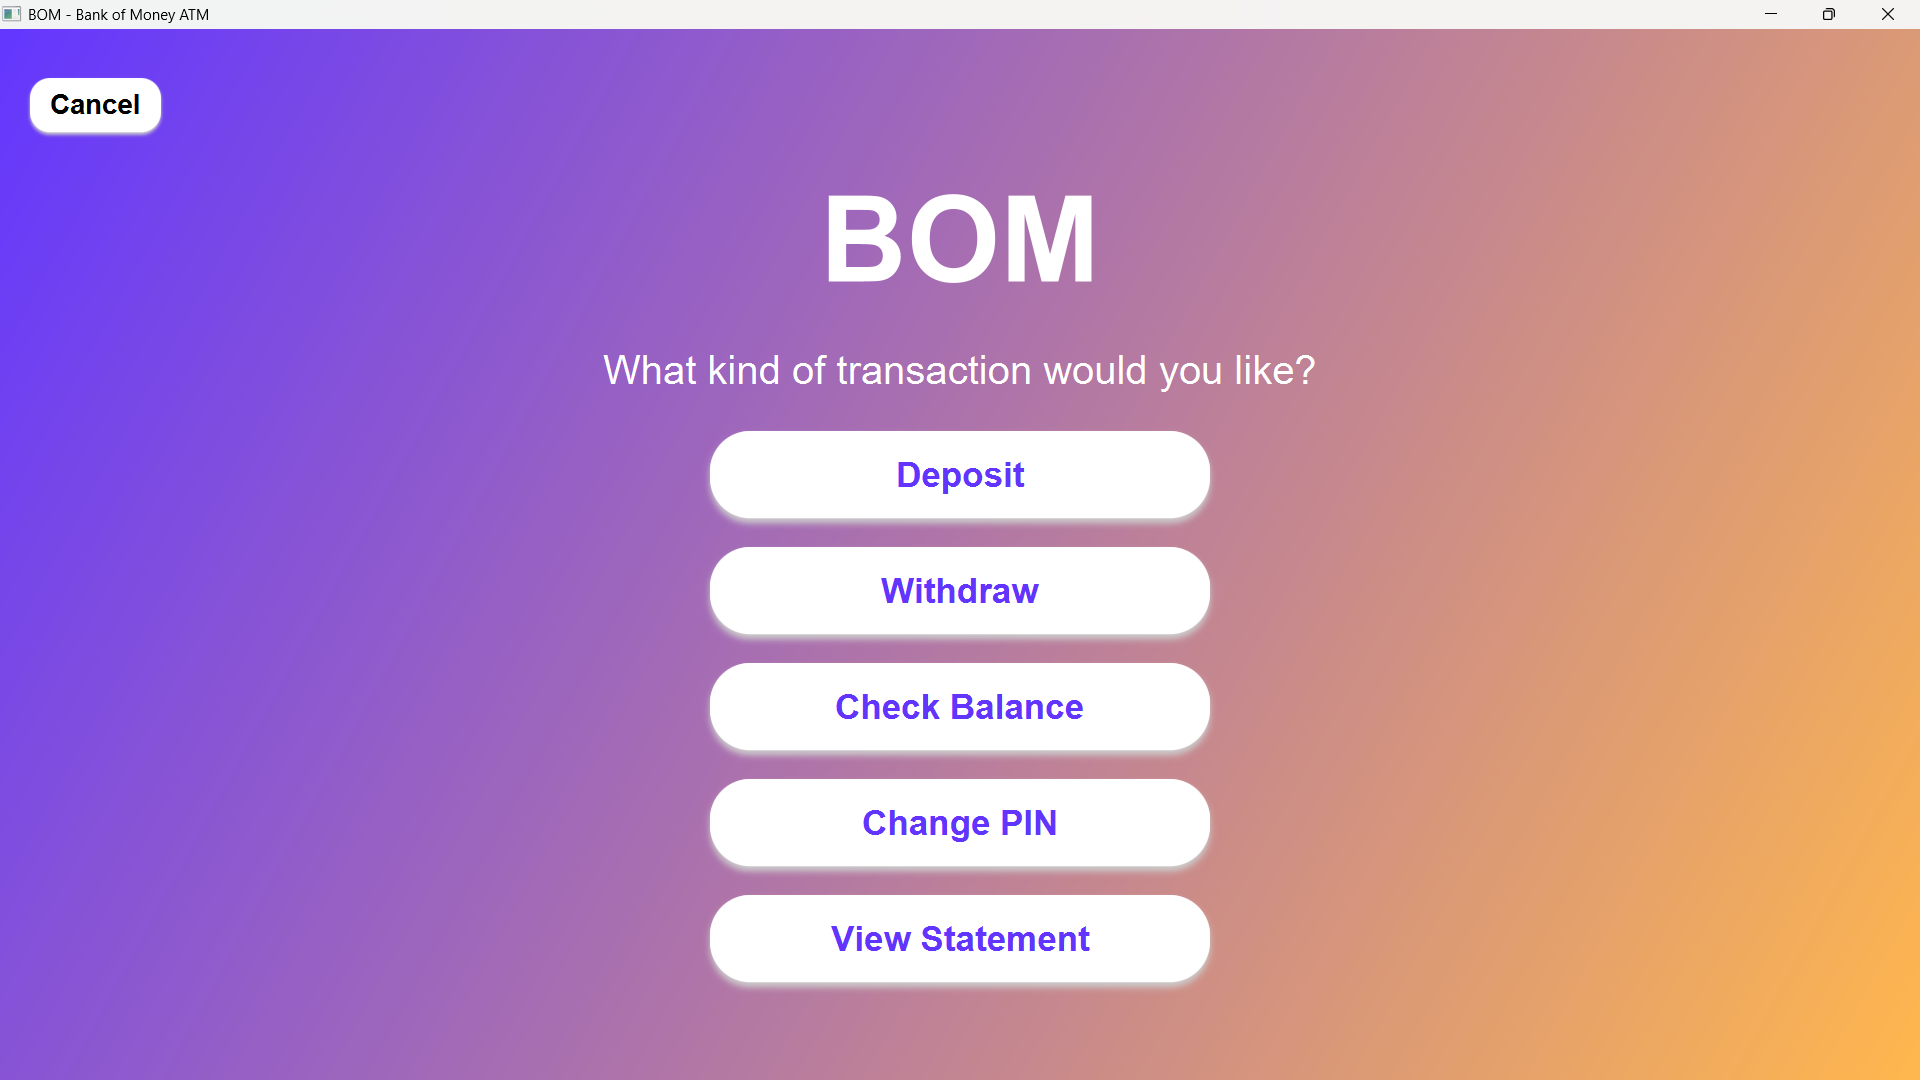 BOM - Bank of Money ATM
Cancel
BOM
What kind of transaction would you like?
Deposit
Withdraw
Check Balance
Change PIN
View Statement